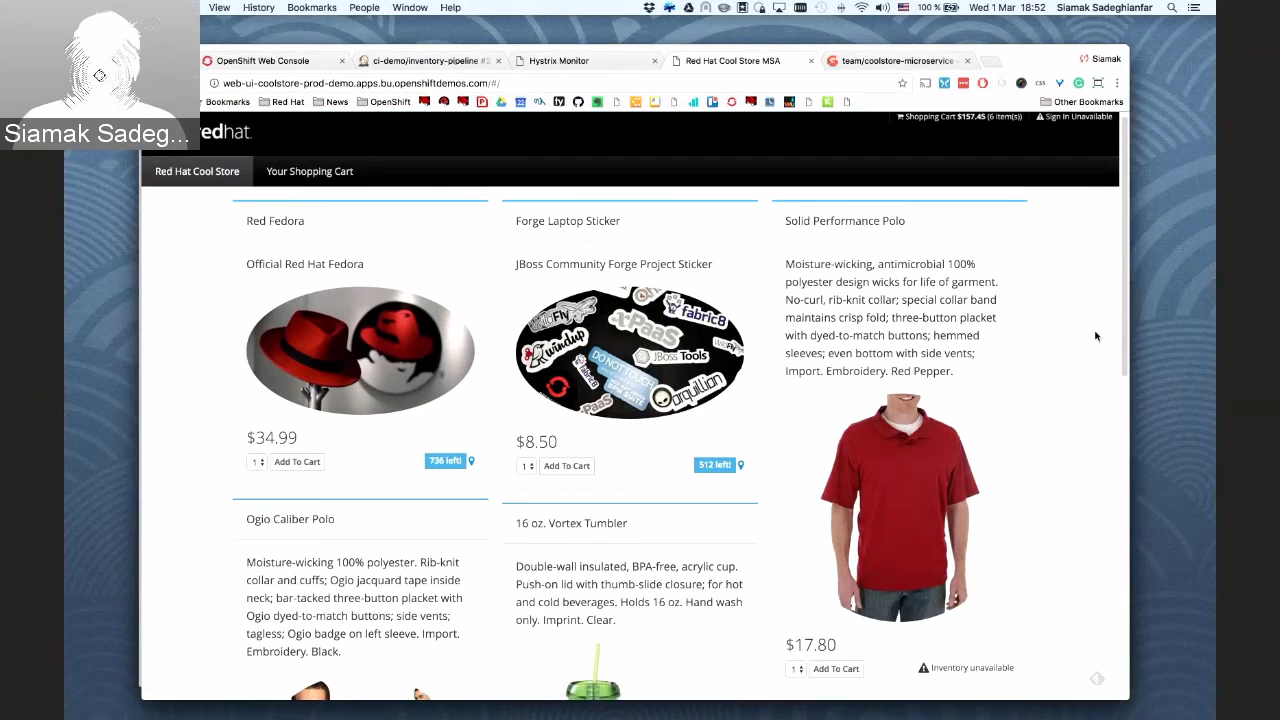 View History Bookmarks People Window Help 100 % Wed 1 Mar 18:52 Siamak Sadeghianfar
OpenShift Web Console × ci-demo/inventory-pipeline #2 × Hystrix Monitor × Red Hat Cool Store MSA × team/coolstore-microservice × Siamak
web-ui-coolstore-prod-demo.apps.bu.openshiftdemos.com/#/
Bookmarks Red Hat News OpenShift Other Bookmarks
Siamak Sadeg...
redhat.
Shopping Cart $157.45 (6 item(s)) Sign In Unavailable
Red Hat Cool Store Your Shopping Cart
Red Fedora
Official Red Hat Fedora
$34.99
1 Add To Cart 736 left!
Forge Laptop Sticker
JBoss Community Forge Project Sticker
WildFly
fabric8
xPaaS
windup
JBoss Tools
DO NOT TOUCH
arquillian
$8.50
1 Add To Cart 512 left!
Solid Performance Polo
Moisture-wicking, antimicrobial 100%
polyester design wicks for life of garment.
No-curl, rib-knit collar; special collar band
maintains crisp fold; three-button placket
with dyed-to-match buttons; hemmed
sleeves; even bottom with side vents;
Import. Embroidery. Red Pepper.
$17.80
1 Add To Cart Inventory unavailable
Ogio Caliber Polo
Moisture-wicking 100% polyester. Rib-knit
collar and cuffs; Ogio jacquard tape inside
neck; bar-tacked three-button placket with
Ogio dyed-to-match buttons; side vents;
tagless; Ogio badge on left sleeve. Import.
Embroidery. Black.
16 oz. Vortex Tumbler
Double-wall insulated, BPA-free, acrylic cup.
Push-on lid with thumb-slide closure; for hot
and cold beverages. Holds 16 oz. Hand wash
only. Imprint. Clear.